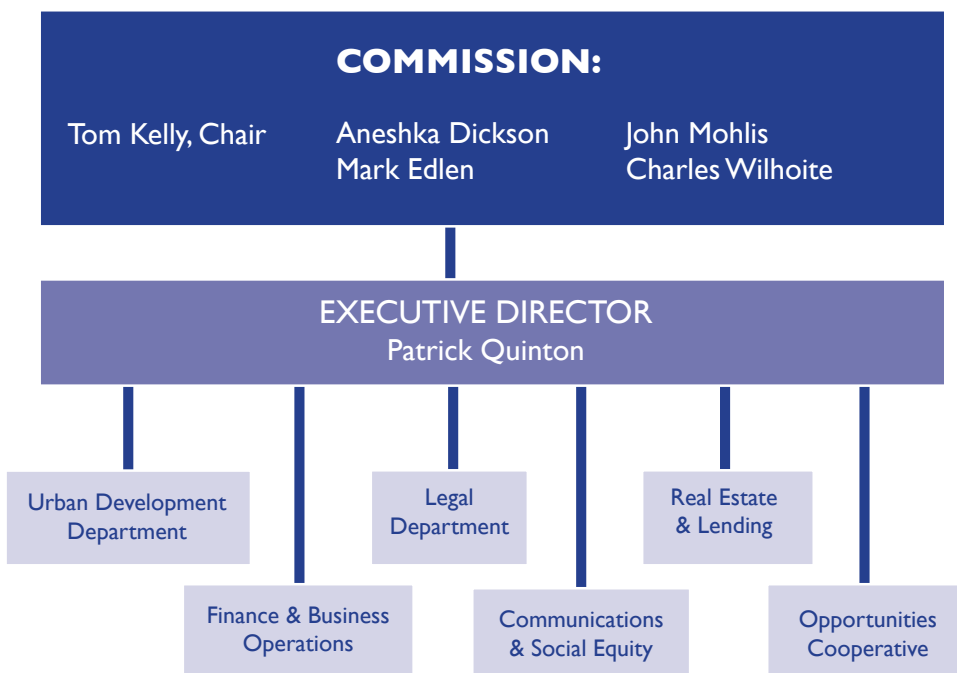 COMMISSION:
Tom Kelly, Chair
Aneshka Dickson
Mark Edlen
John Mohlis
Charles Wilhoite
EXECUTIVE DIRECTOR
Patrick Quinton
Urban Development
Department
Legal
Department
Real Estate
& Lending
Finance & Business
Operations
Communications
& Social Equity
Opportunities
Cooperative